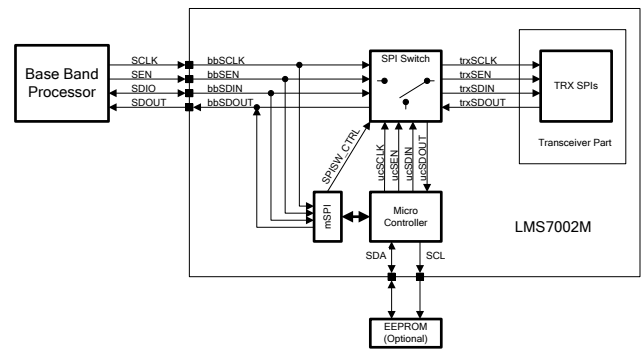 Base Band
Processor
SCLK
SEN
SDIO
SDOUT
bbSCLK
bbSEN
bbSDIN
bbSDOUT
SPI Switch
trxSCLK
trxSEN
trxSDIN
trxSDOUT
TRX SPIs
Transceiver Part
SPISW_CTRL
ucSCLK
ucSEN
ucSDIN
ucSDOUT
mSPI
Micro
Controller
LMS7002M
SDA
SCL
EEPROM
(Optional)